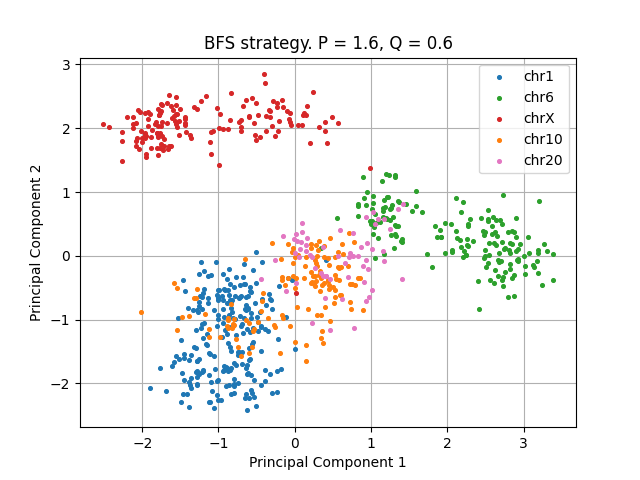 BFS strategy. P = 1.6, Q = 0.6
3
2
1
0
−1
−2
Principal Component 2
chr1
chr6
chrX
chr10
chr20
−2
−1
0
1
2
3
Principal Component 1